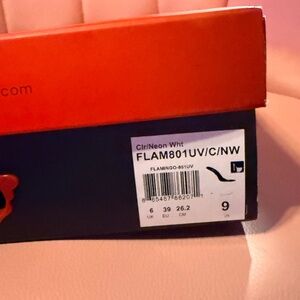 .com
Clr/Neon Wht
FLAM801UV/C/NW
FLAMINGO-801UV
6 39 26.2
UK EU CM
9
US